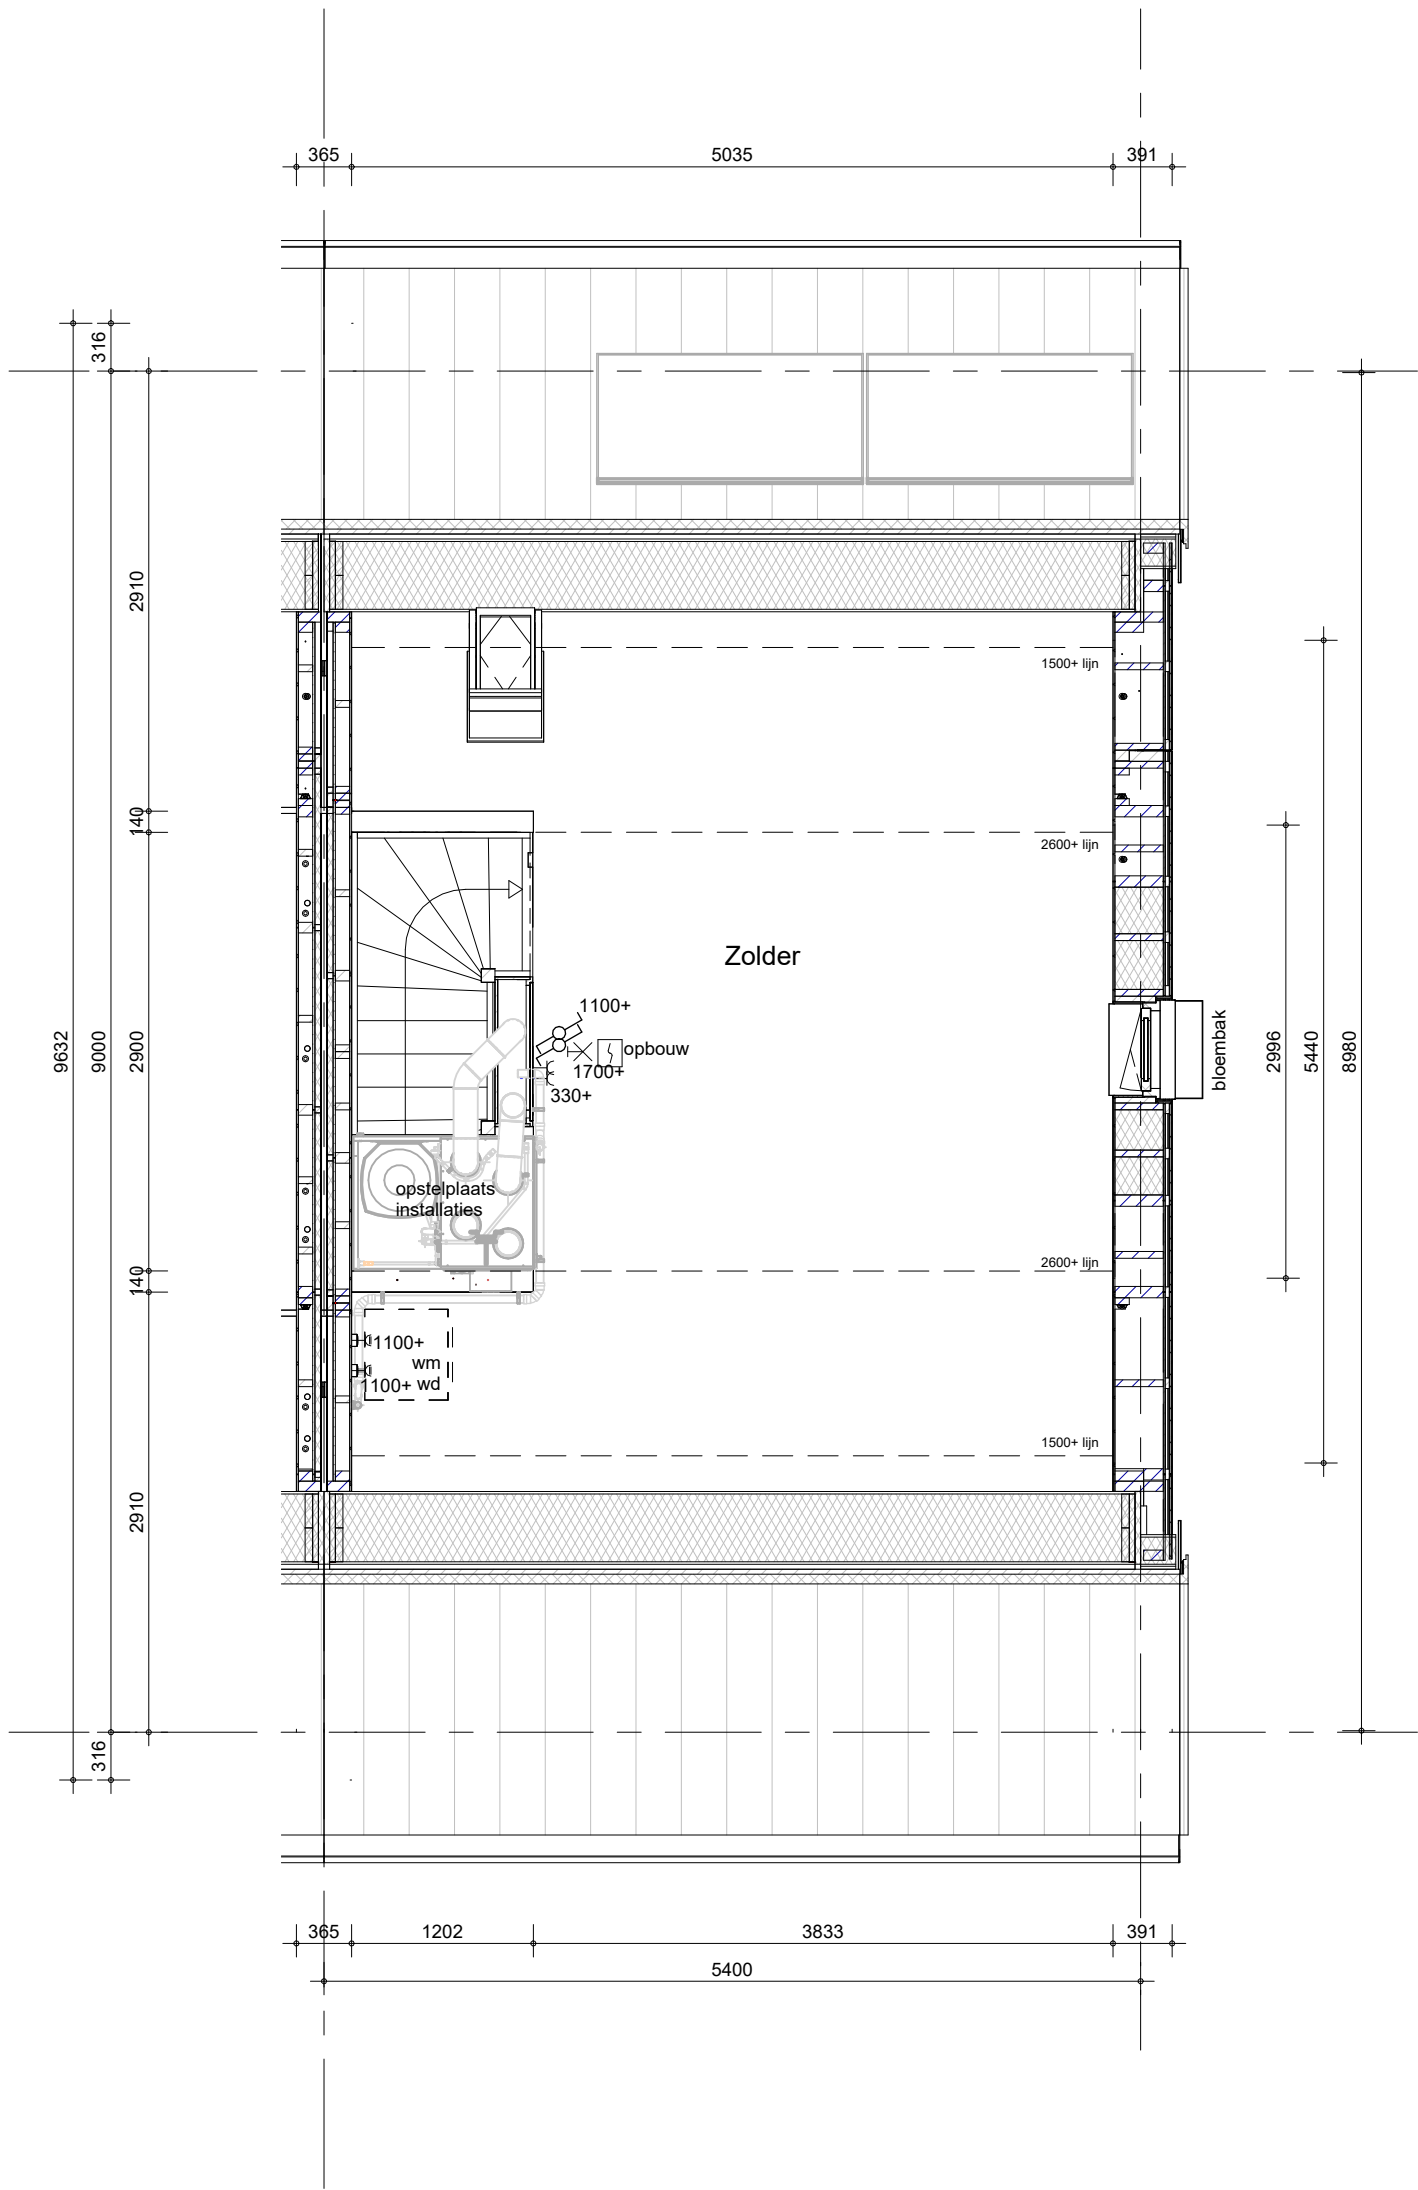 365
5035
391
316
2910
1500+ lijn
140
2600+ lijn
Zolder
1100+
opbouw
1700+
330+
9632
9000
2900
bloembak
2996
5440
8980
opstelplaats
installaties
2600+ lijn
140
1100+
wm
1100+ wd
1500+ lijn
2910
316
365
1202
3833
391
5400